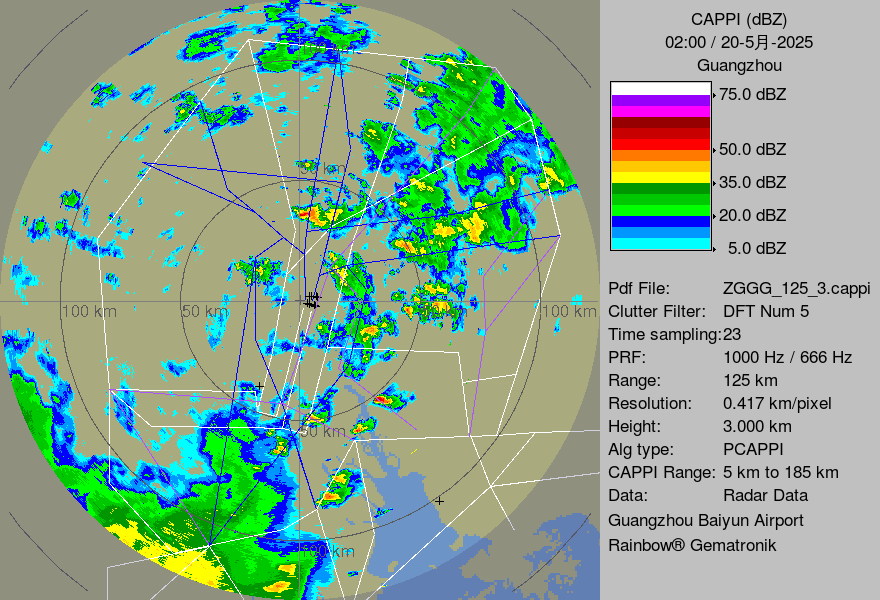 CAPPI (dBZ)
02:00 / 20-5月-2025
Guangzhou
75.0 dBZ
50.0 dBZ
35.0 dBZ
20.0 dBZ
5.0 dBZ
Pdf File: ZGGG_125_3.cappi
Clutter Filter: DFT Num 5
Time sampling:23
PRF: 1000 Hz / 666 Hz
Range: 125 km
Resolution: 0.417 km/pixel
Height: 3.000 km
Alg type: PCAPPI
CAPPI Range: 5 km to 185 km
Data: Radar Data
Guangzhou Baiyun Airport
Rainbow® Gematronik
50 km
100 km
50 km
100 km
50 km
100 km